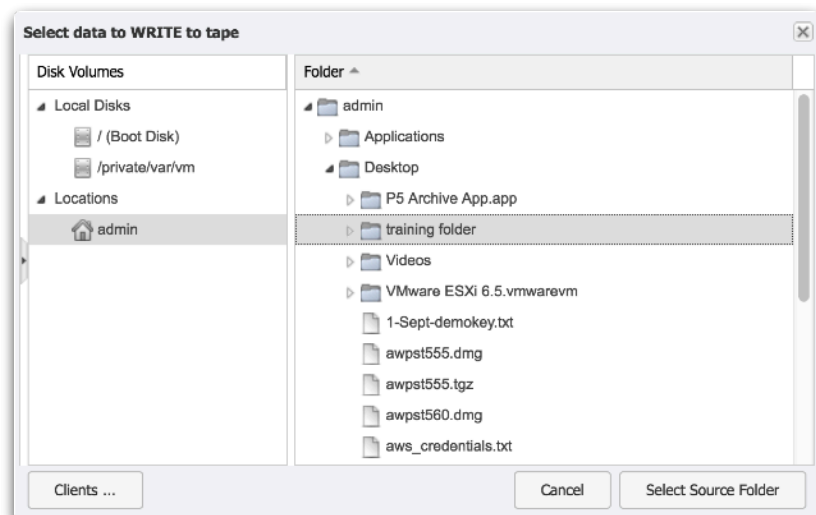 Select data to WRITE to tape
Disk Volumes
Local Disks
/ (Boot Disk)
/private/var/vm
Locations
admin
Folder
admin
Applications
Desktop
P5 Archive App.app
training folder
Videos
VMware ESXi 6.5.vmwarevm
1-Sept-demokey.txt
awpst555.dmg
awpst555.tgz
awpst560.dmg
aws_credentials.txt
Clients ...
Cancel
Select Source Folder